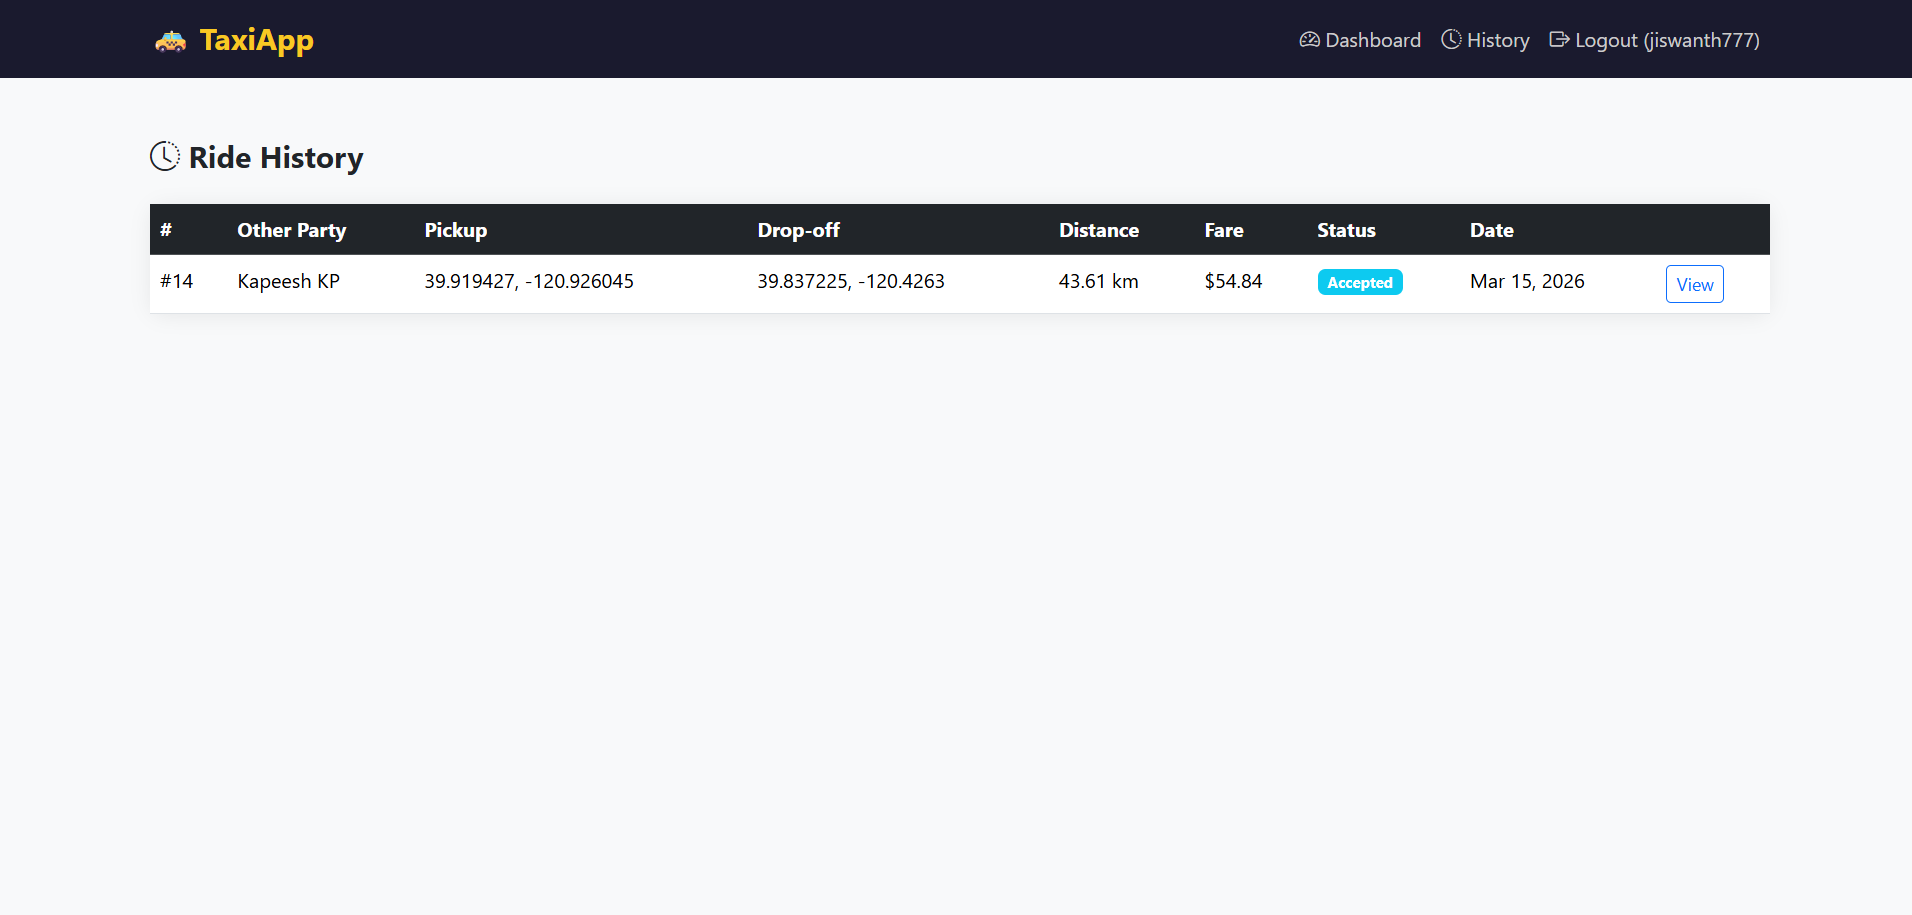 TaxiApp
Dashboard History Logout (jiswanth777)
Ride History
# Other Party Pickup Drop-off Distance Fare Status Date
#14 Kapeesh KP 39.919427, -120.926045 39.837225, -120.4263 43.61 km $54.84 Accepted Mar 15, 2026 View